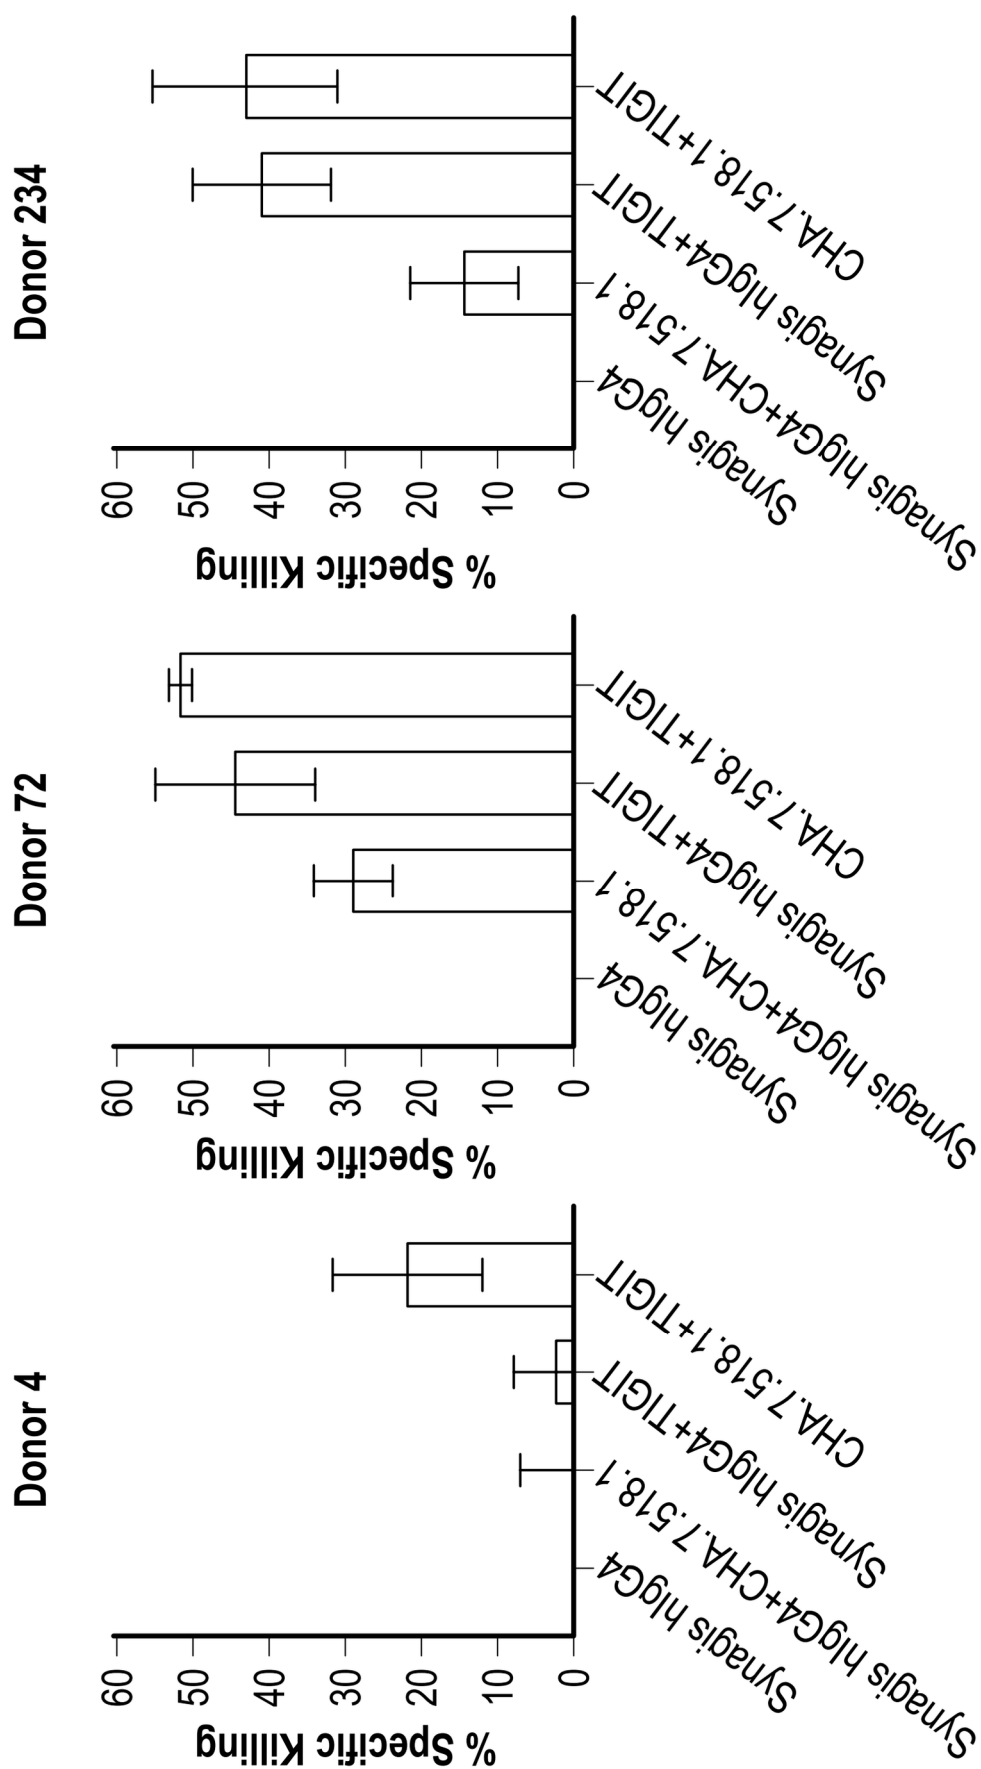 Donor 4
% Specific Killing
60
50
40
30
20
10
0
Synagis hIgG4
Synagis hIgG4+CHA.7.518.1
Synagis hIgG4+TIGIT
CHA.7.518.1+TIGIT
Donor 72
% Specific Killing
60
50
40
30
20
10
0
Synagis hIgG4
Synagis hIgG4+CHA.7.518.1
Synagis hIgG4+TIGIT
CHA.7.518.1+TIGIT
Donor 234
% Specific Killing
60
50
40
30
20
10
0
Synagis hIgG4
Synagis hIgG4+CHA.7.518.1
Synagis hIgG4+TIGIT
CHA.7.518.1+TIGIT